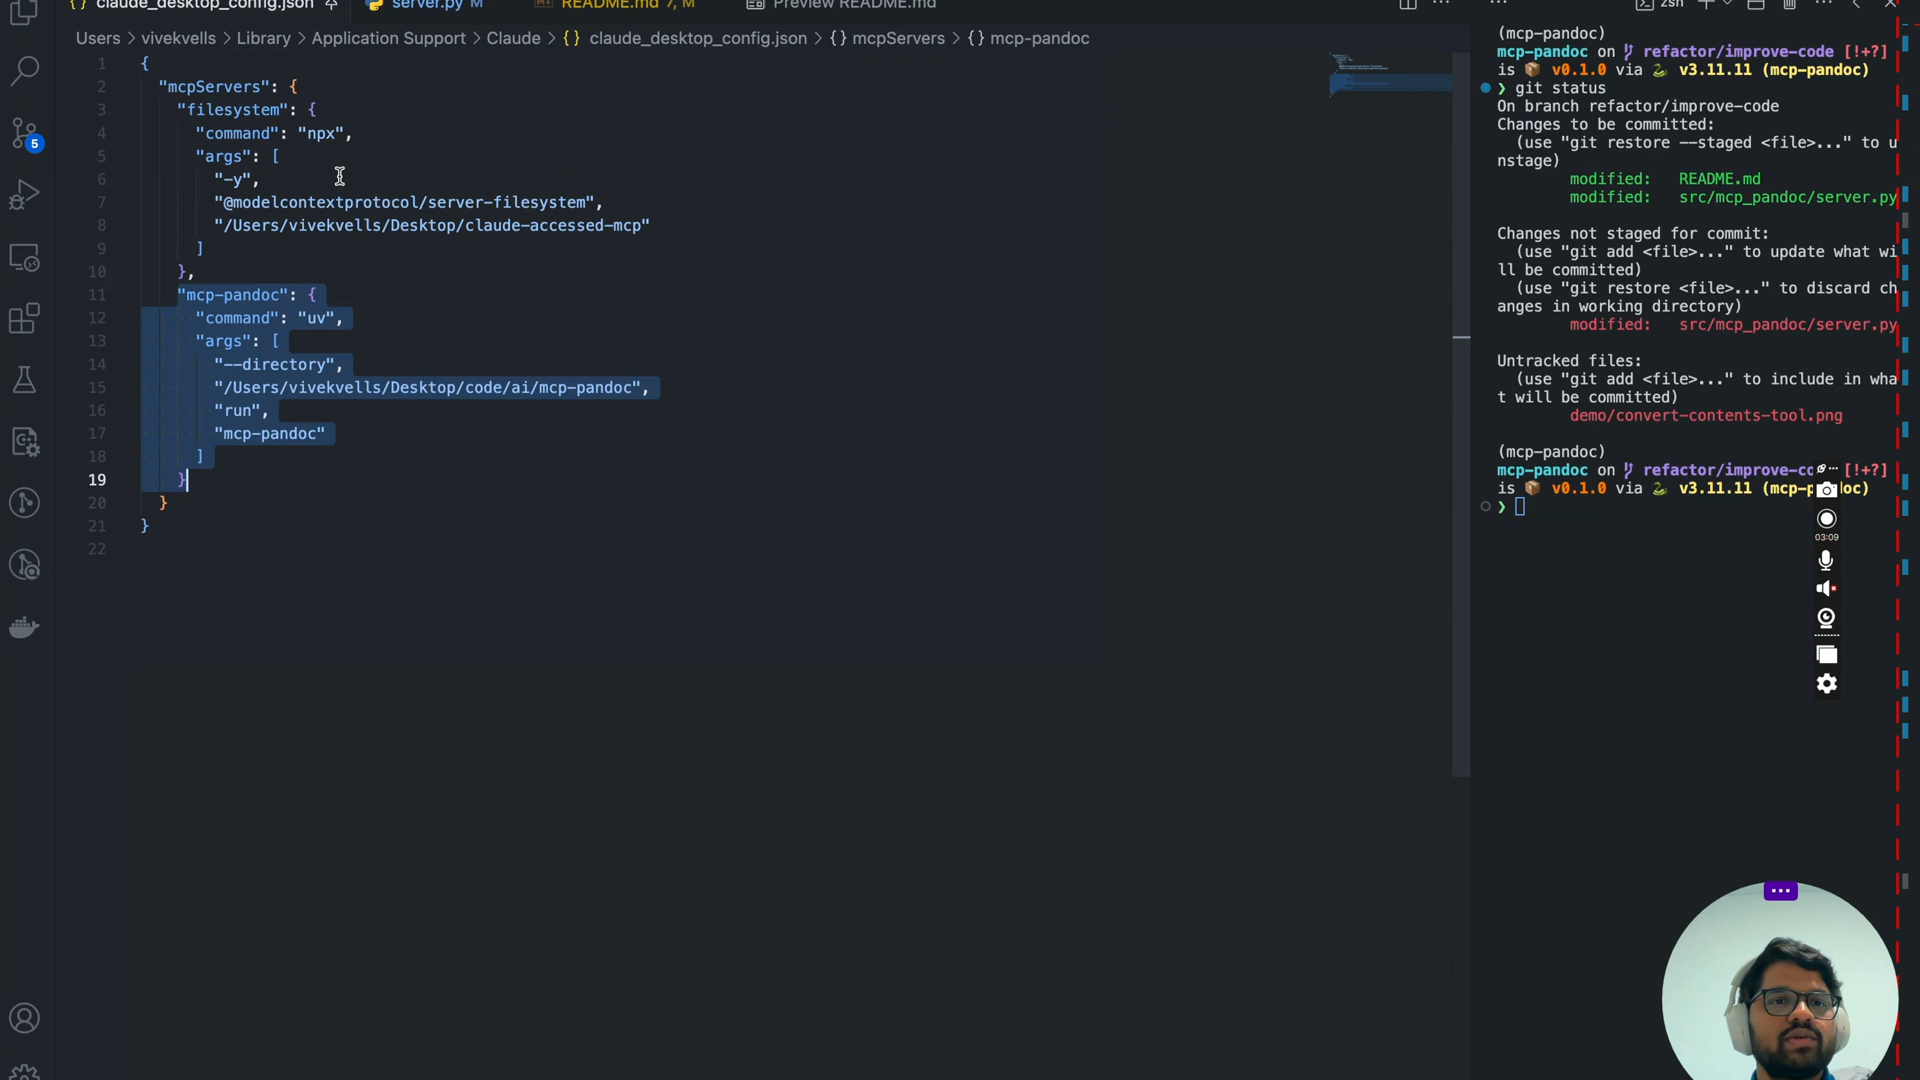 claude_desktop_config.json
server.py M
README.md 7, M
Preview README.md
zsh
Users > vivekvells > Library > Application Support > Claude > {} claude_desktop_config.json > {} mcpServers > {} mcp-pandoc
1 {
2 "mcpServers": {
3 "filesystem": {
4 "command": "npx",
5 "args": [
6 "-y",
7 "@modelcontextprotocol/server-filesystem",
8 "/Users/vivekvells/Desktop/claude-accessed-mcp"
9 ]
10 },
11 "mcp-pandoc": {
12 "command": "uv",
13 "args": [
14 "--directory",
15 "/Users/vivekvells/Desktop/code/ai/mcp-pandoc",
16 "run",
17 "mcp-pandoc"
18 ]
19 }
20 }
21 }
22
5
(mcp-pandoc)
mcp-pandoc on refactor/improve-code [!+?]
is 📦 v0.1.0 via 🐍 v3.11.11 (mcp-pandoc)
❯ git status
On branch refactor/improve-code
Changes to be committed:
(use "git restore --staged <file>..." to u
nstage)
modified: README.md
modified: src/mcp_pandoc/server.py
Changes not staged for commit:
(use "git add <file>..." to update what wi
ll be committed)
(use "git restore <file>..." to discard ch
anges in working directory)
modified: src/mcp_pandoc/server.py
Untracked files:
(use "git add <file>..." to include in wha
t will be committed)
demo/convert-contents-tool.png
(mcp-pandoc)
mcp-pandoc on refactor/improve-co [!+?]
is 📦 v0.1.0 via 🐍 v3.11.11 (mcp-p oc)
❯
03:09